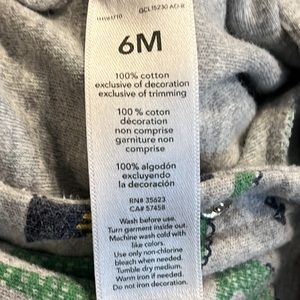 6M
100% cotton
exclusive of decoration
exclusive of trimming
100 % coton
décoration
non comprise
garniture non
comprise
100% algodón
excluyendo
la decoración
RN# 35623
CA# 57458
Wash before use.
Turn garment inside out.
Machine wash cold with
like colors.
Use only non-chlorine
bleach when needed.
Tumble dry medium.
Warm iron if needed.
Do not iron decoration.